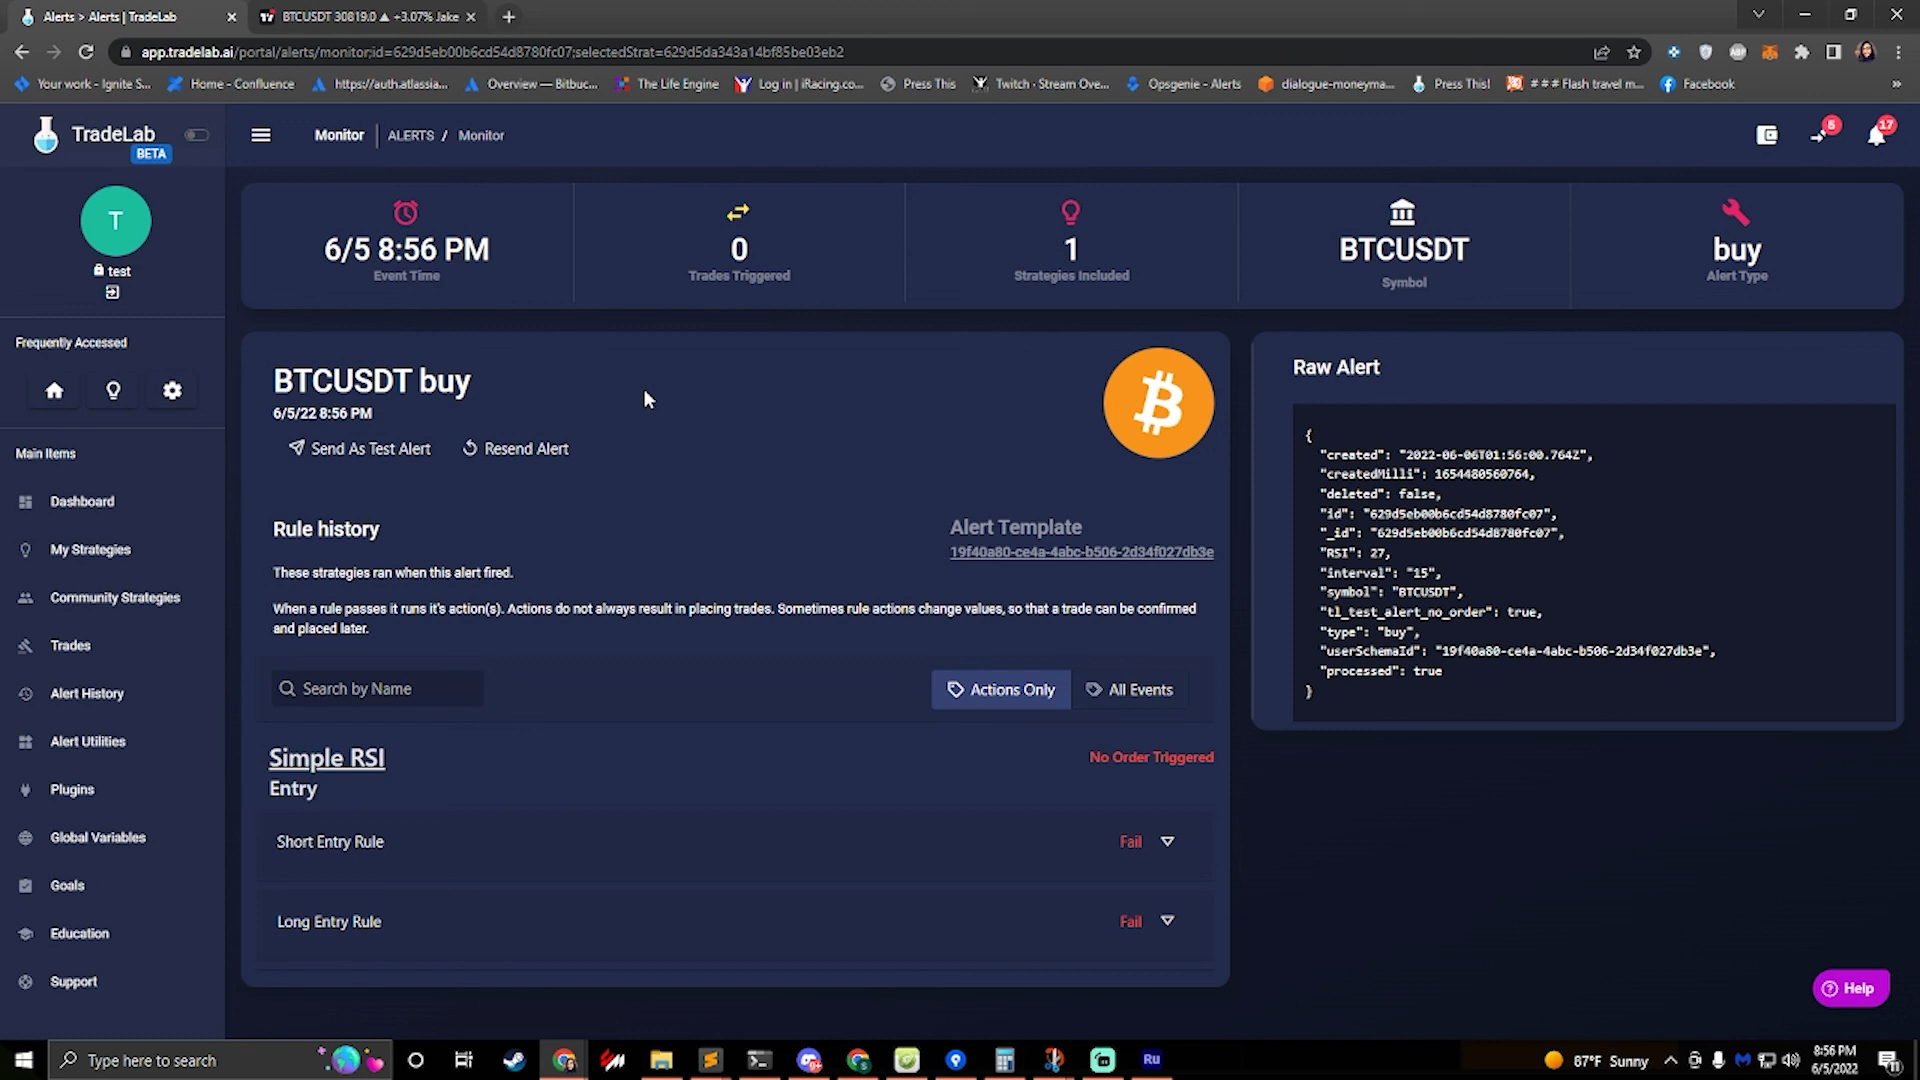 Alerts > Alerts | TradeLab
BTCUSDT 30819.0 ▲ +3.07% Jake
app.tradelab.ai/portal/alerts/monitor;id=629d5eb00b6cd54d8780fc07;selectedStrat=629d5da343a14bf85be03eb2
Your work - Ignite S...
Home - Confluence
https://auth.atlassia...
Overview — Bitbuc...
The Life Engine
Log in | iRacing.co...
Press This
Twitch - Stream Ove...
Opsgenie - Alerts
dialogue-moneyma...
Press This!
# # # Flash travel m...
Facebook
»
TradeLab
BETA
Monitor
ALERTS / Monitor
5
17
T
test
Frequently Accessed
Main Items
Dashboard
My Strategies
Community Strategies
Trades
Alert History
Alert Utilities
Plugins
Global Variables
Goals
Education
Support
6/5 8:56 PM
Event Time
0
Trades Triggered
1
Strategies Included
BTCUSDT
Symbol
buy
Alert Type
BTCUSDT buy
6/5/22 8:56 PM
Send As Test Alert
Resend Alert
Rule history
Alert Template
19f40a80-ce4a-4abc-b506-2d34f027db3e
These strategies ran when this alert fired.
When a rule passes it runs it's action(s). Actions do not always result in placing trades. Sometimes rule actions change values, so that a trade can be confirmed
and placed later.
Search by Name
Actions Only
All Events
Simple RSI
No Order Triggered
Entry
Short Entry Rule
Fail
Long Entry Rule
Fail
Raw Alert
{
"created": "2022-06-06T01:56:00.764Z",
"createdMilli": 1654480560764,
"deleted": false,
"id": "629d5eb00b6cd54d8780fc07",
"_id": "629d5eb00b6cd54d8780fc07",
"RSI": 27,
"interval": "15",
"symbol": "BTCUSDT",
"tl_test_alert_no_order": true,
"type": "buy",
"userSchemaId": "19f40a80-ce4a-4abc-b506-2d34f027db3e",
"processed": true
}
Help
Type here to search
Ru
87°F Sunny
8:56 PM
6/5/2022